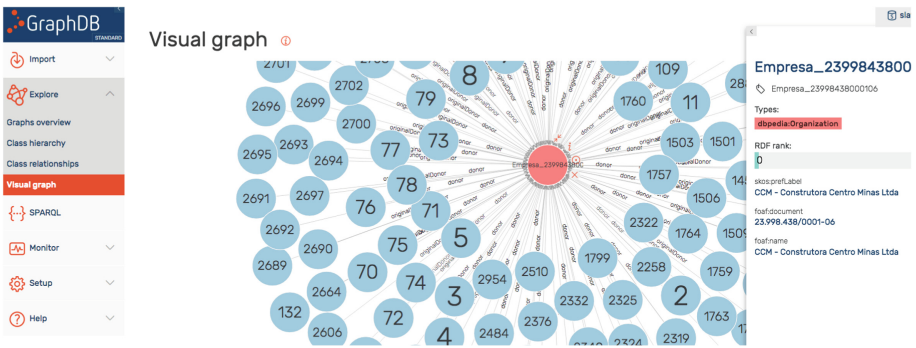 GraphDB
STANDARD
Import
Explore
Graphs overview
Class hierarchy
Class relationships
Visual graph
SPARQL
Monitor
Setup
Help
Visual graph
2701
2702
8
109
2696
2699
79
1760
11
2700
2693
73
1503
1501
2695
2694
77
1757
78
2691
2697
76
71
1506
2692
2322
1764
2690
75
5
1799
2689
70
2954
2510
2258
1759
2664
74
3
2332
2325
2
132
72
2376
1763
2606
4
2484
2324
2319
originalDonor
donor
Empresa_239984380
Empresa_2399843800
Empresa_23998438000106
Types:
dbpedia:Organization
RDF rank:
0
skos:prefLabel
CCM - Construtora Centro Minas Ltda
foaf:document
23.998.438/0001-06
foaf:name
CCM - Construtora Centro Minas Ltda